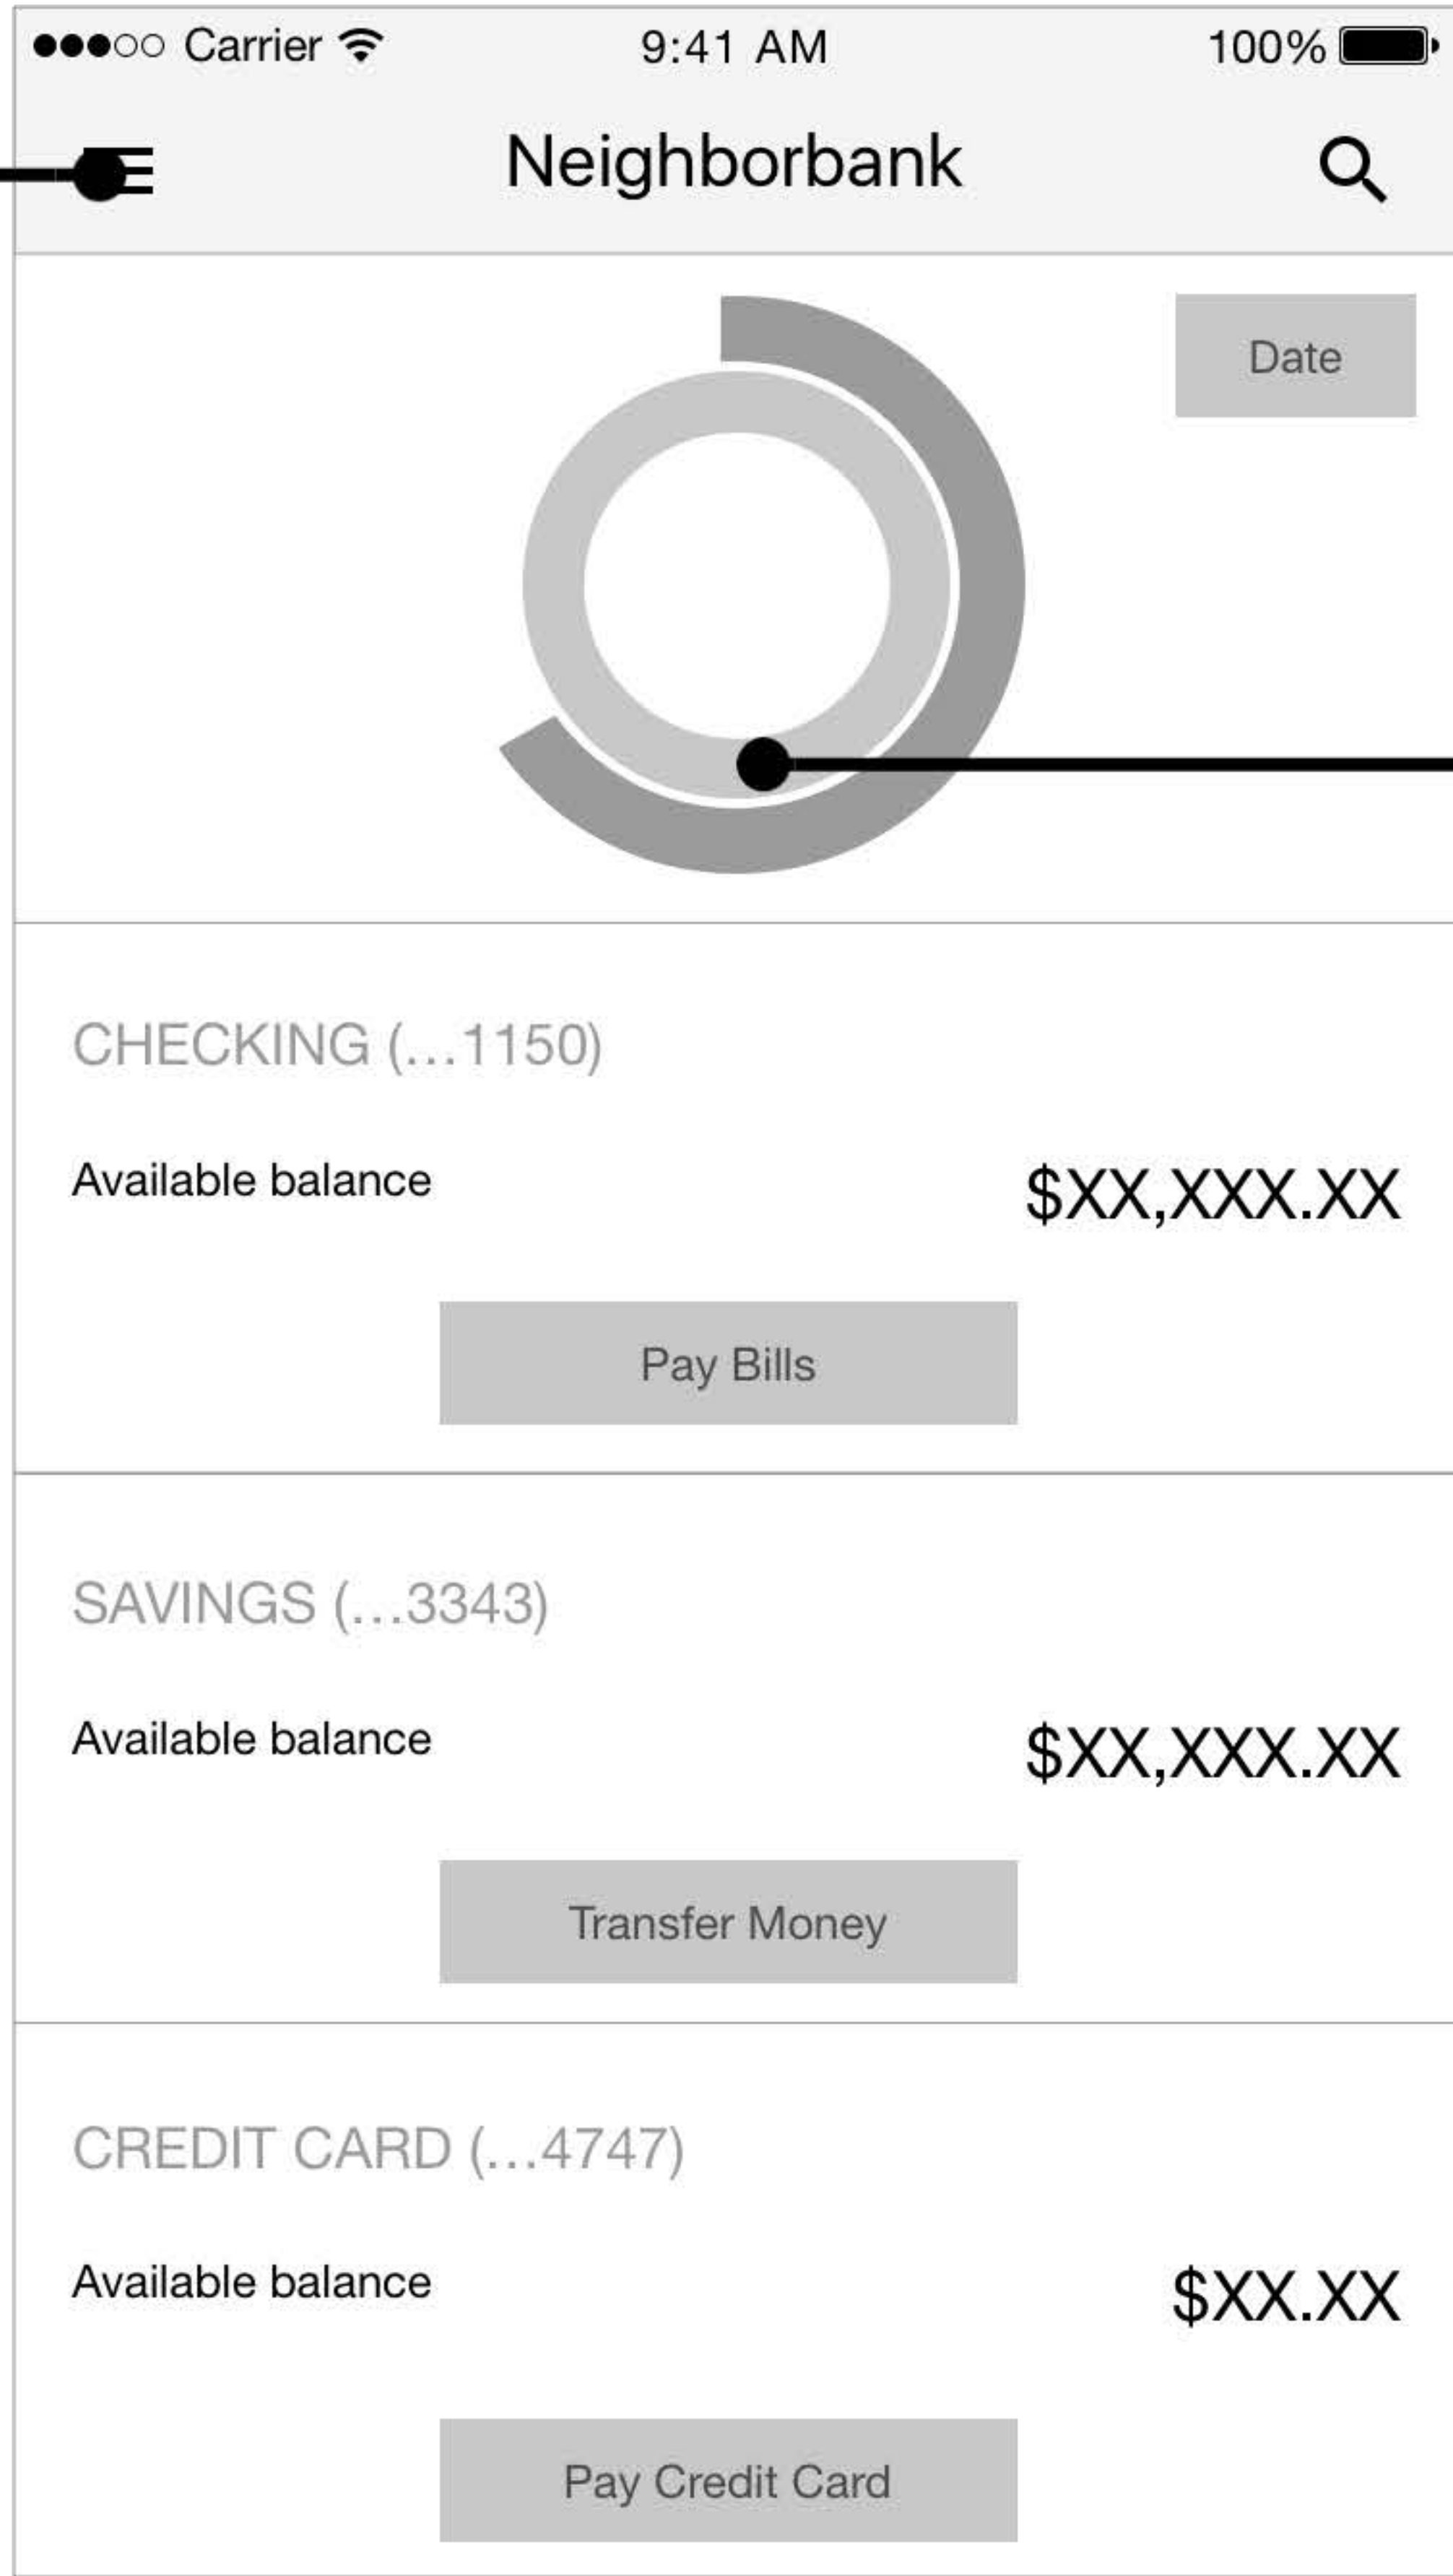 Carrier 9:41 AM 100%
Neighborbank
Date
CHECKING (...1150)
Available balance $XX,XXX.XX
Pay Bills
SAVINGS (...3343)
Available balance $XX,XXX.XX
Transfer Money
CREDIT CARD (...4747)
Available balance $XX.XX
Pay Credit Card